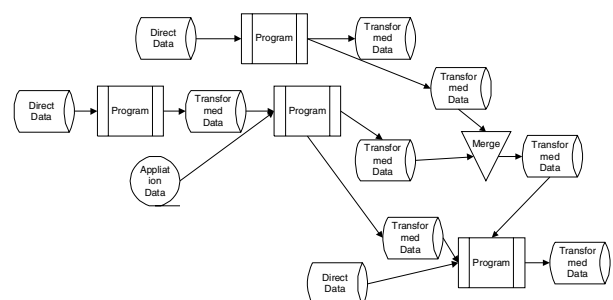 Direct
Data
Program
Transfor
med
Data
Transfor
med
Data
Direct
Data
Program
Transfor
med
Data
Program
Transfor
med
Data
Merge
Transfor
med
Data
Appliat
ion
Data
Transfor
med
Data
Direct
Data
Program
Transfor
med
Data